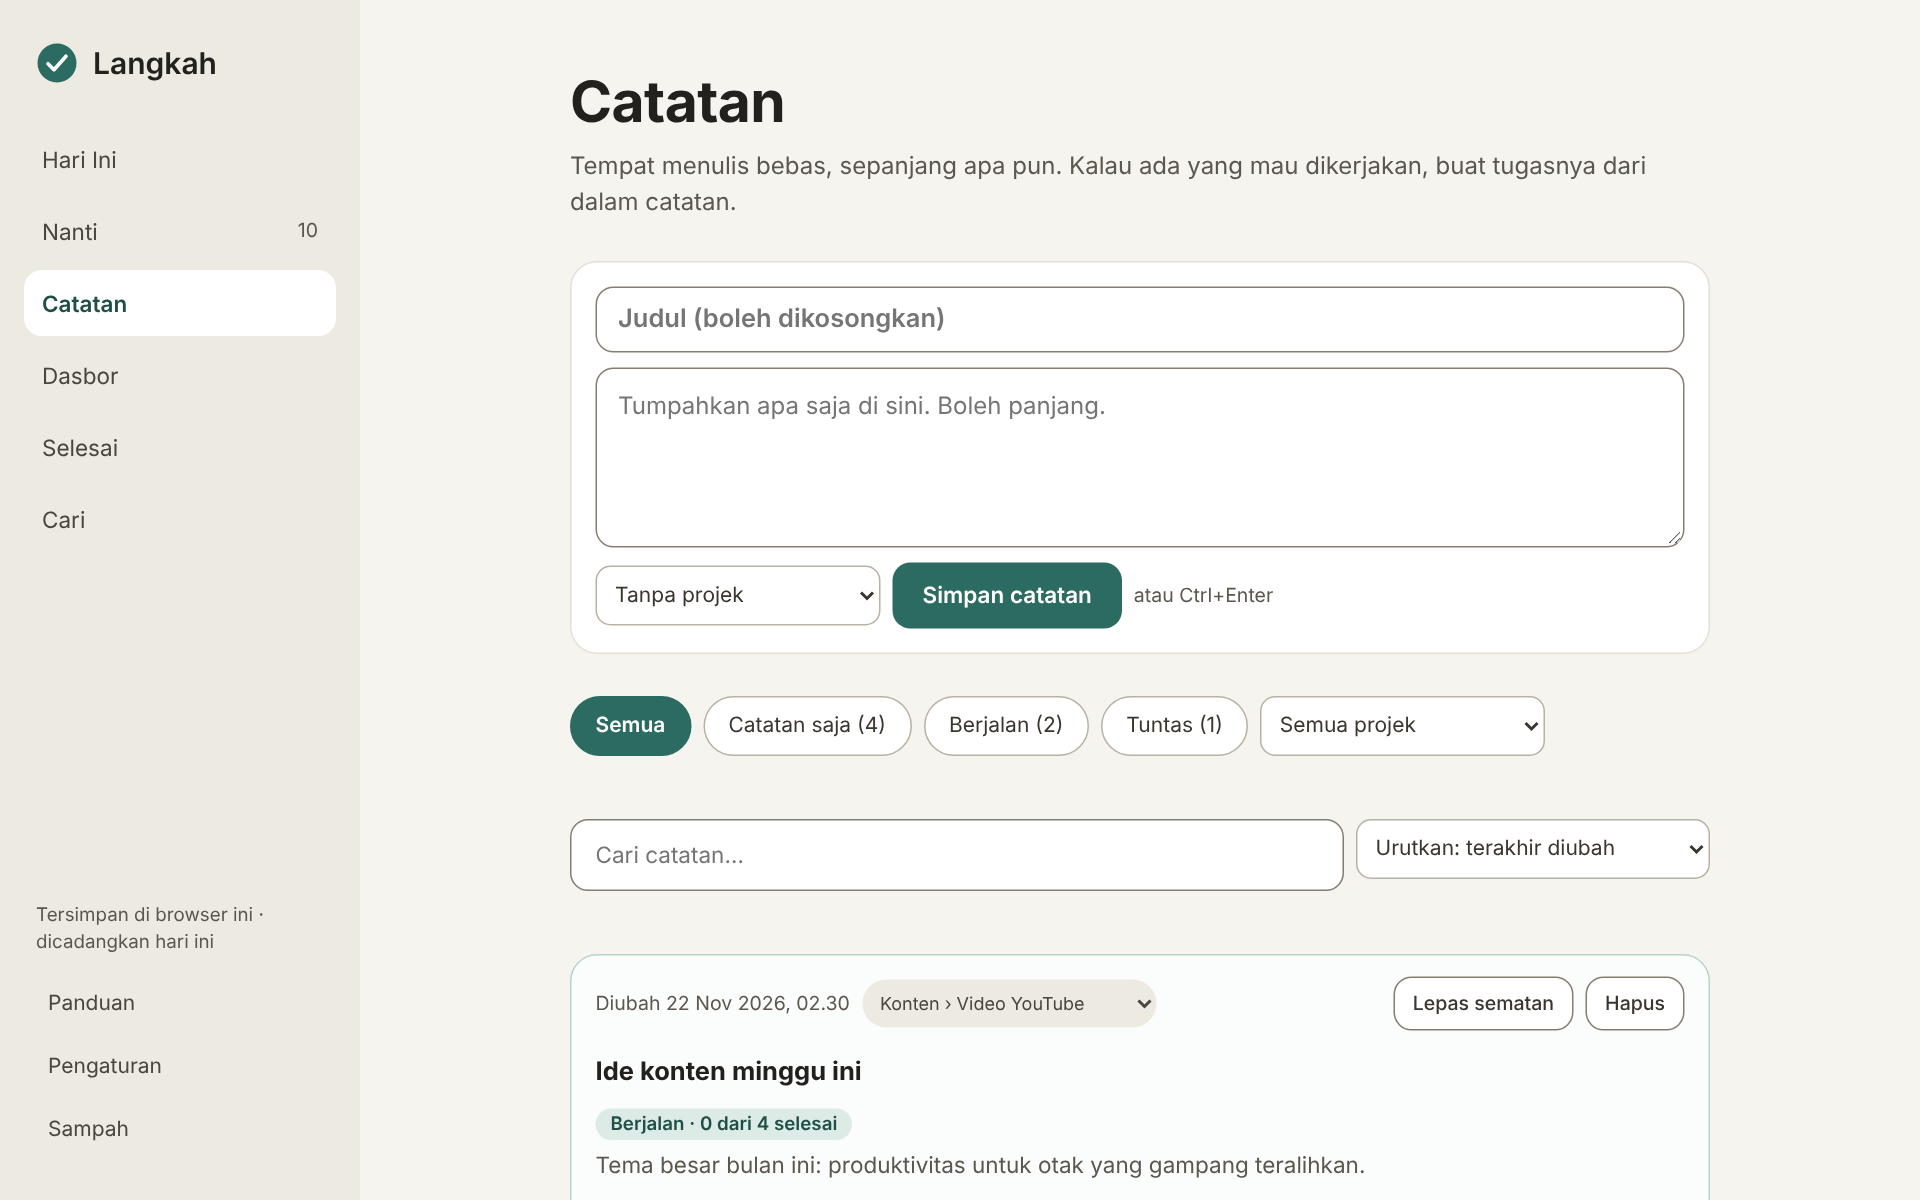 Langkah
Hari Ini
Nanti 10
Catatan
Dasbor
Selesai
Cari
Tersimpan di browser ini ·
dicadangkan hari ini
Panduan
Pengaturan
Sampah
Catatan
Tempat menulis bebas, sepanjang apa pun. Kalau ada yang mau dikerjakan, buat tugasnya dari
dalam catatan.
Judul (boleh dikosongkan)
Tumpahkan apa saja di sini. Boleh panjang.
Tanpa projek Simpan catatan atau Ctrl+Enter
Semua Catatan saja (4) Berjalan (2) Tuntas (1) Semua projek
Cari catatan... Urutkan: terakhir diubah
Diubah 22 Nov 2026, 02.30 Konten › Video YouTube Lepas sematan Hapus
Ide konten minggu ini
Berjalan · 0 dari 4 selesai
Tema besar bulan ini: produktivitas untuk otak yang gampang teralihkan.